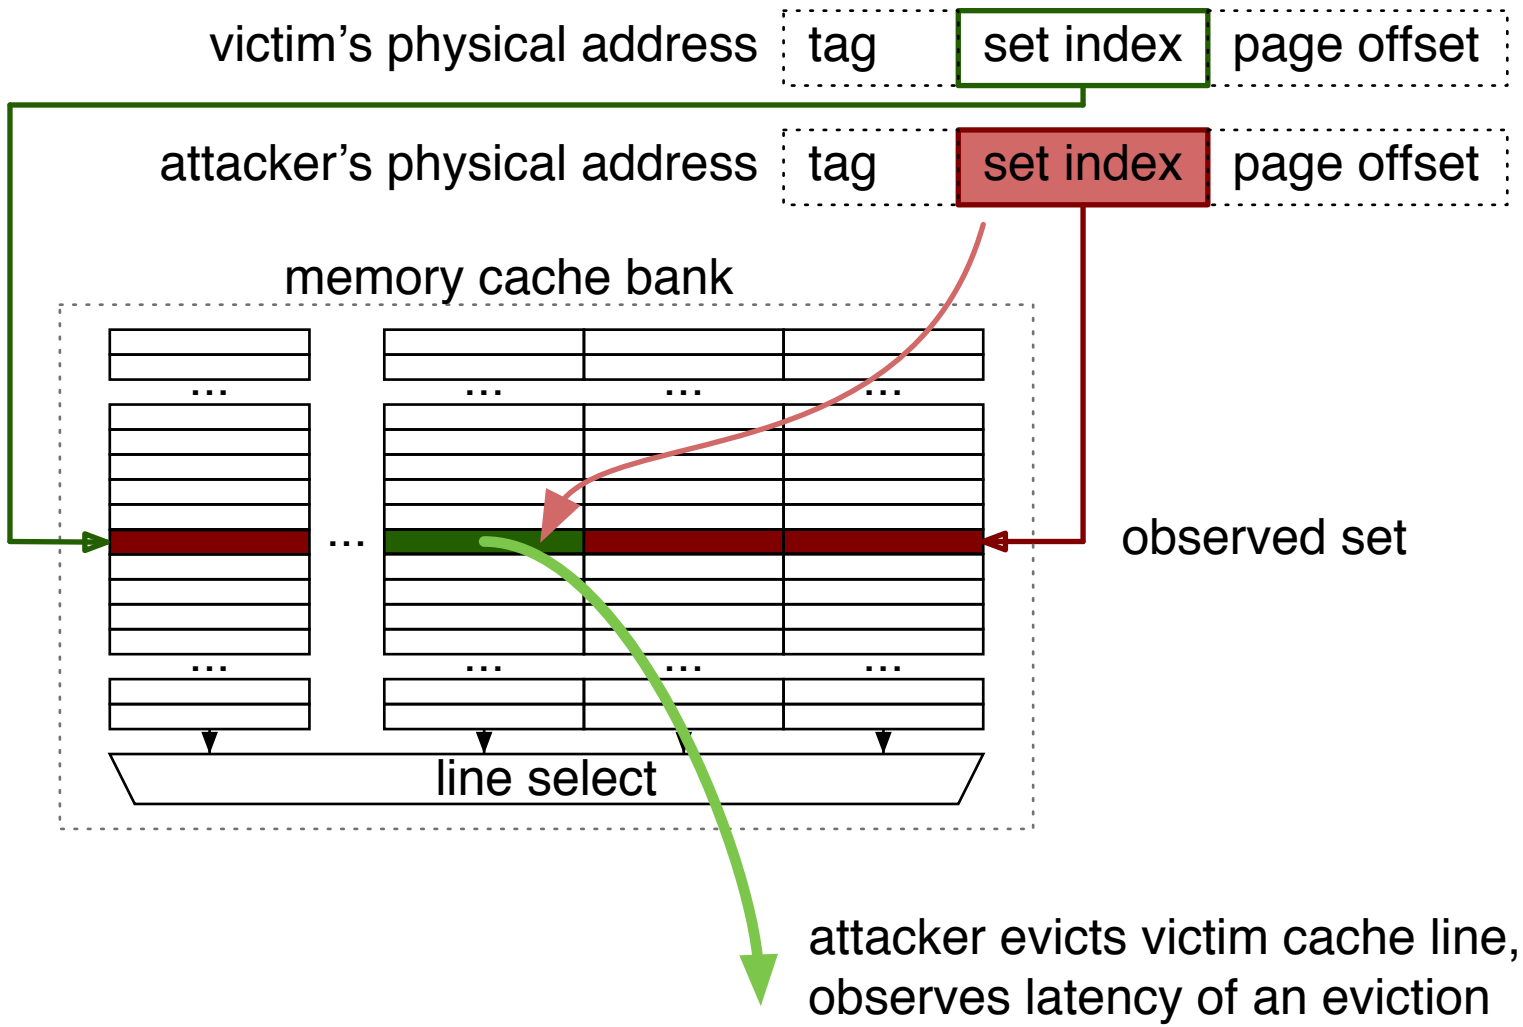 victim's physical address tag set index page offset
attacker's physical address tag set index page offset
memory cache bank
... ... ... ...
... observed set
... ... ... ...
line select
attacker evicts victim cache line,
observes latency of an eviction